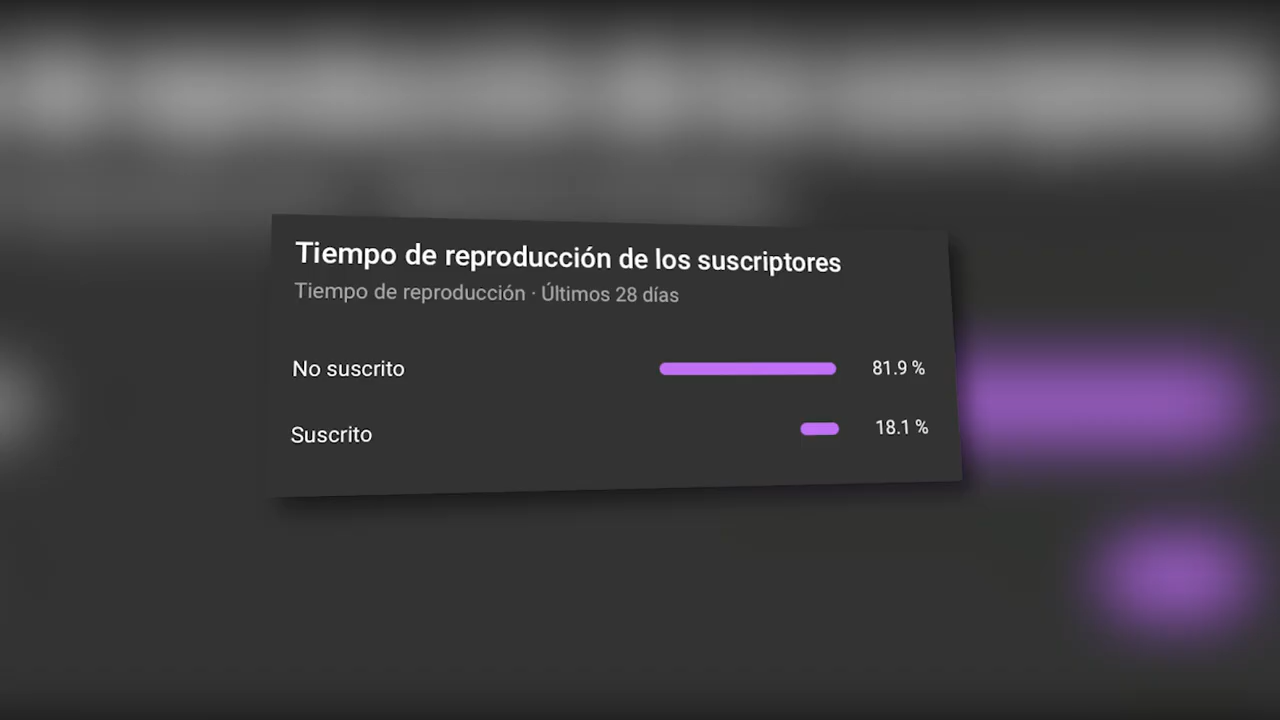 Tiempo de reproducción de los suscriptores
Tiempo de reproducción · Últimos 28 días
No suscrito 81.9 %
Suscrito 18.1 %